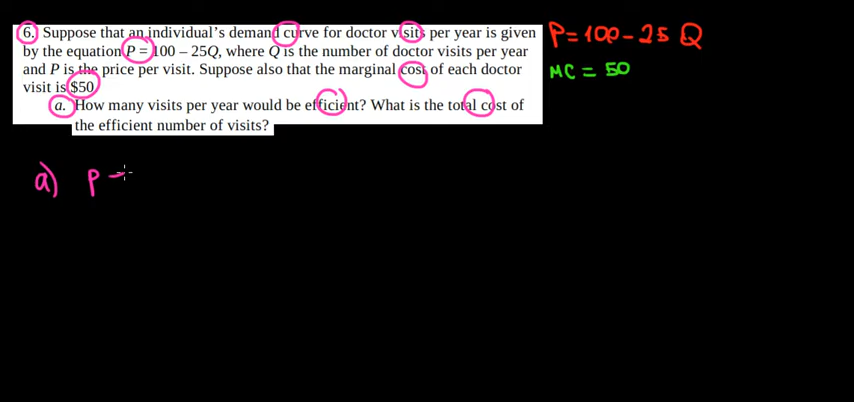 6. Suppose that an individual's demand curve for doctor visits per year is given
by the equation P = 100 – 25Q, where Q is the number of doctor visits per year
and P is the price per visit. Suppose also that the marginal cost of each doctor
visit is $50.
a. How many visits per year would be efficient? What is the total cost of
the efficient number of visits?
P = 100 - 25 Q
MC = 50
a) P =